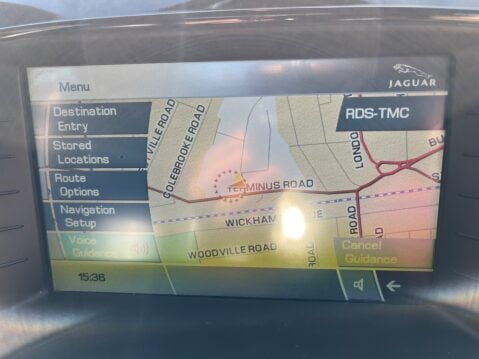 Menu
JAGUAR
Destination
Entry
RDS-TMC
Stored
Locations
Route
Options
Navigation
Setup
Voice
Guidance
COLEBROOKE ROAD
TERMINUS ROAD
WICKHAM
WOODVILLE ROAD
ROAD
ROAD
Cancel
Guidance
15:36